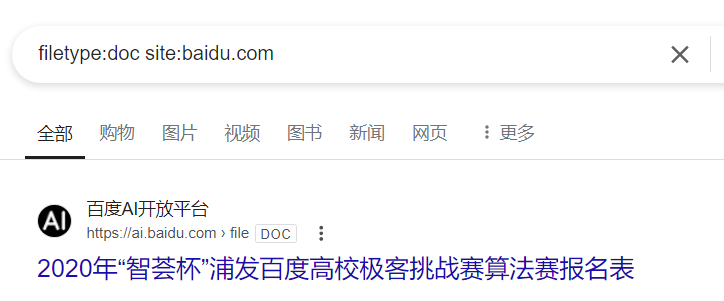 filetype:doc site:baidu.com
全部 购物 图片 视频 图书 新闻 网页 更多
AI 百度AI开放平台
https://ai.baidu.com › file DOC
2020年“智荟杯”浦发百度高校极客挑战赛算法赛报名表